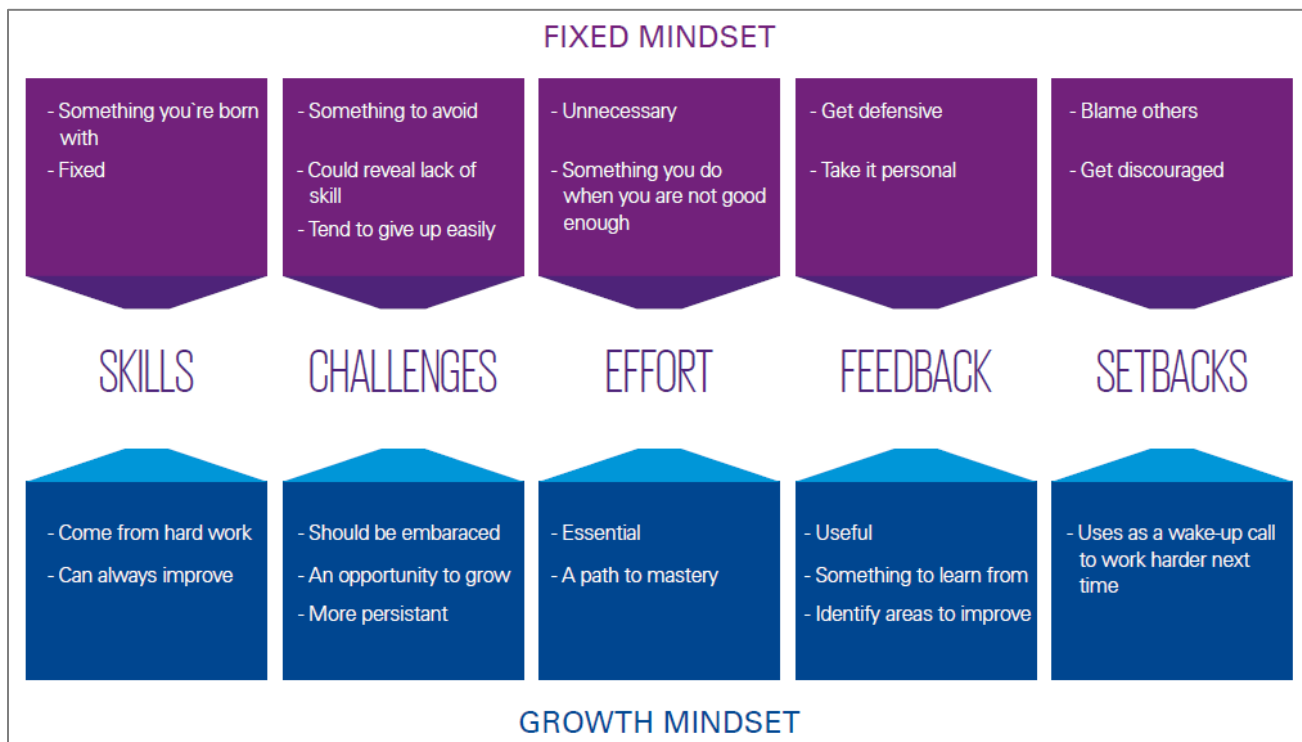 FIXED MINDSET
- Something you`re born
with
- Fixed
- Something to avoid
- Could reveal lack of
skill
- Tend to give up easily
- Unnecessary
- Something you do
when you are not good
enough
- Get defensive
- Take it personal
- Blame others
- Get discouraged
SKILLS
CHALLENGES
EFFORT
FEEDBACK
SETBACKS
- Come from hard work
- Can always improve
- Should be embaraced
- An opportunity to grow
- More persistant
- Essential
- A path to mastery
- Useful
- Something to learn from
- Identify areas to improve
- Uses as a wake-up call
to work harder next
time
GROWTH MINDSET